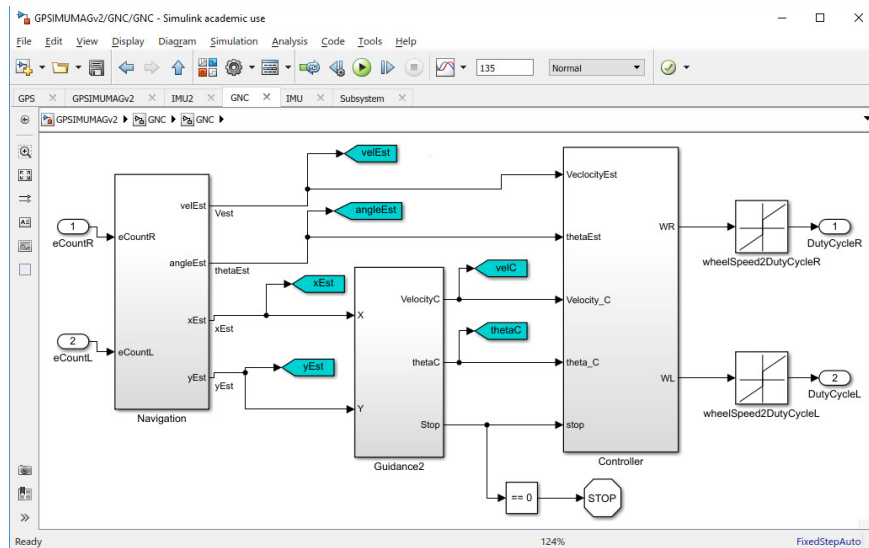 GPSIMUMAGv2/GNC/GNC - Simulink academic use
File Edit View Display Diagram Simulation Analysis Code Tools Help
135 Normal
GPS GPSIMUMAGv2 IMU2 GNC IMU Subsystem
GPSIMUMAGv2 GNC GNC
velEst
angleEst
xEst
yEst
velC
thetaC
1
eCountR
2
eCountL
eCountR
eCountL
velEst
angleEst
xEst
yEst
Navigation
Vest
thetaEst
xEst
yEst
X
Y
VelocityC
thetaC
Stop
Guidance2
VeclocityEst
thetaEst
Velocity_C
theta_C
stop
WR
WL
Controller
wheelSpeed2DutyCycleR
1
DutyCycleR
wheelSpeed2DutyCycleL
2
DutyCycleL
== 0
STOP
Ready 124% FixedStepAuto